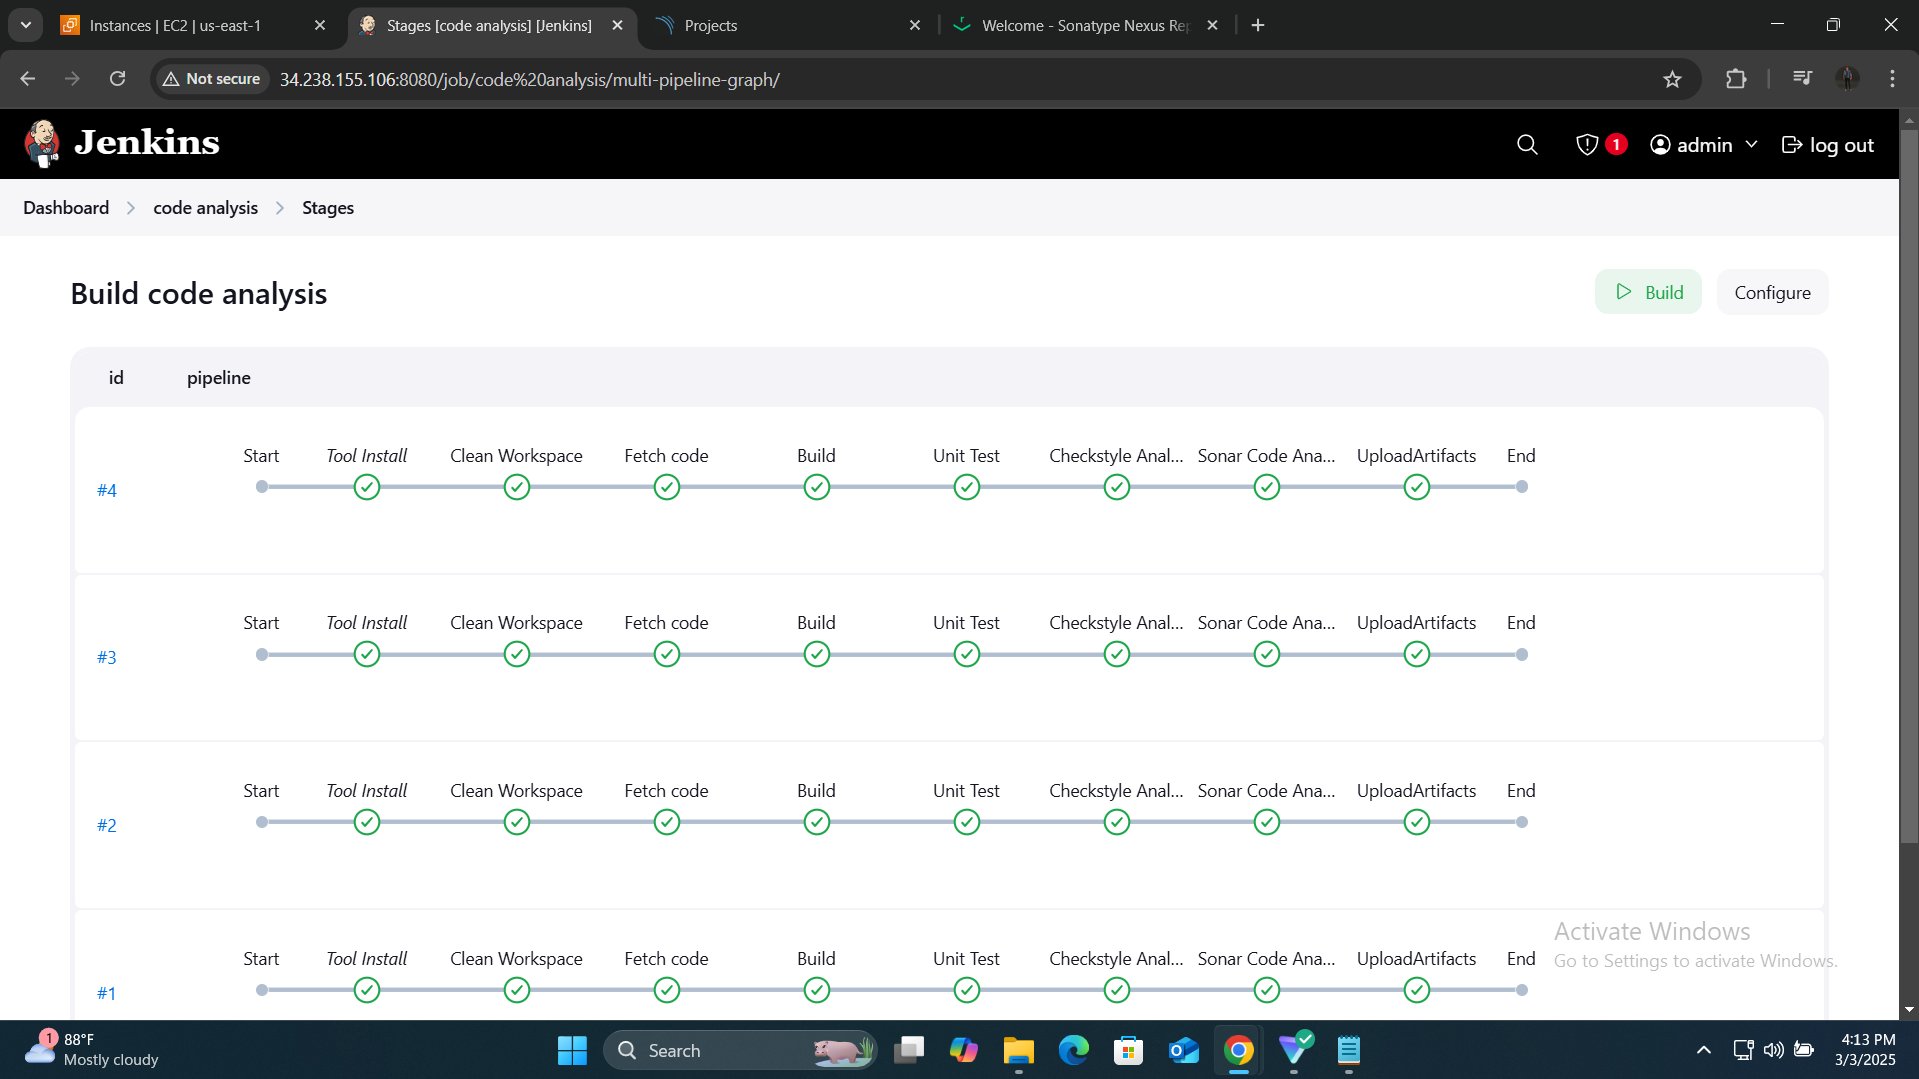 Instances | EC2 | us-east-1
Stages [code analysis] [Jenkins]
Projects
Welcome - Sonatype Nexus Rep
Not secure
34.238.155.106:8080/job/code%20analysis/multi-pipeline-graph/
Jenkins
1
admin
log out
Dashboard
code analysis
Stages
Build code analysis
Build
Configure
id
pipeline
Start
Tool Install
Clean Workspace
Fetch code
Build
Unit Test
Checkstyle Anal...
Sonar Code Ana...
UploadArtifacts
End
#4
Start
Tool Install
Clean Workspace
Fetch code
Build
Unit Test
Checkstyle Anal...
Sonar Code Ana...
UploadArtifacts
End
#3
Start
Tool Install
Clean Workspace
Fetch code
Build
Unit Test
Checkstyle Anal...
Sonar Code Ana...
UploadArtifacts
End
#2
Start
Tool Install
Clean Workspace
Fetch code
Build
Unit Test
Checkstyle Anal...
Sonar Code Ana...
UploadArtifacts
End
#1
Activate Windows
Go to Settings to activate Windows.
1
88°F
Mostly cloudy
Search
4:13 PM
3/3/2025